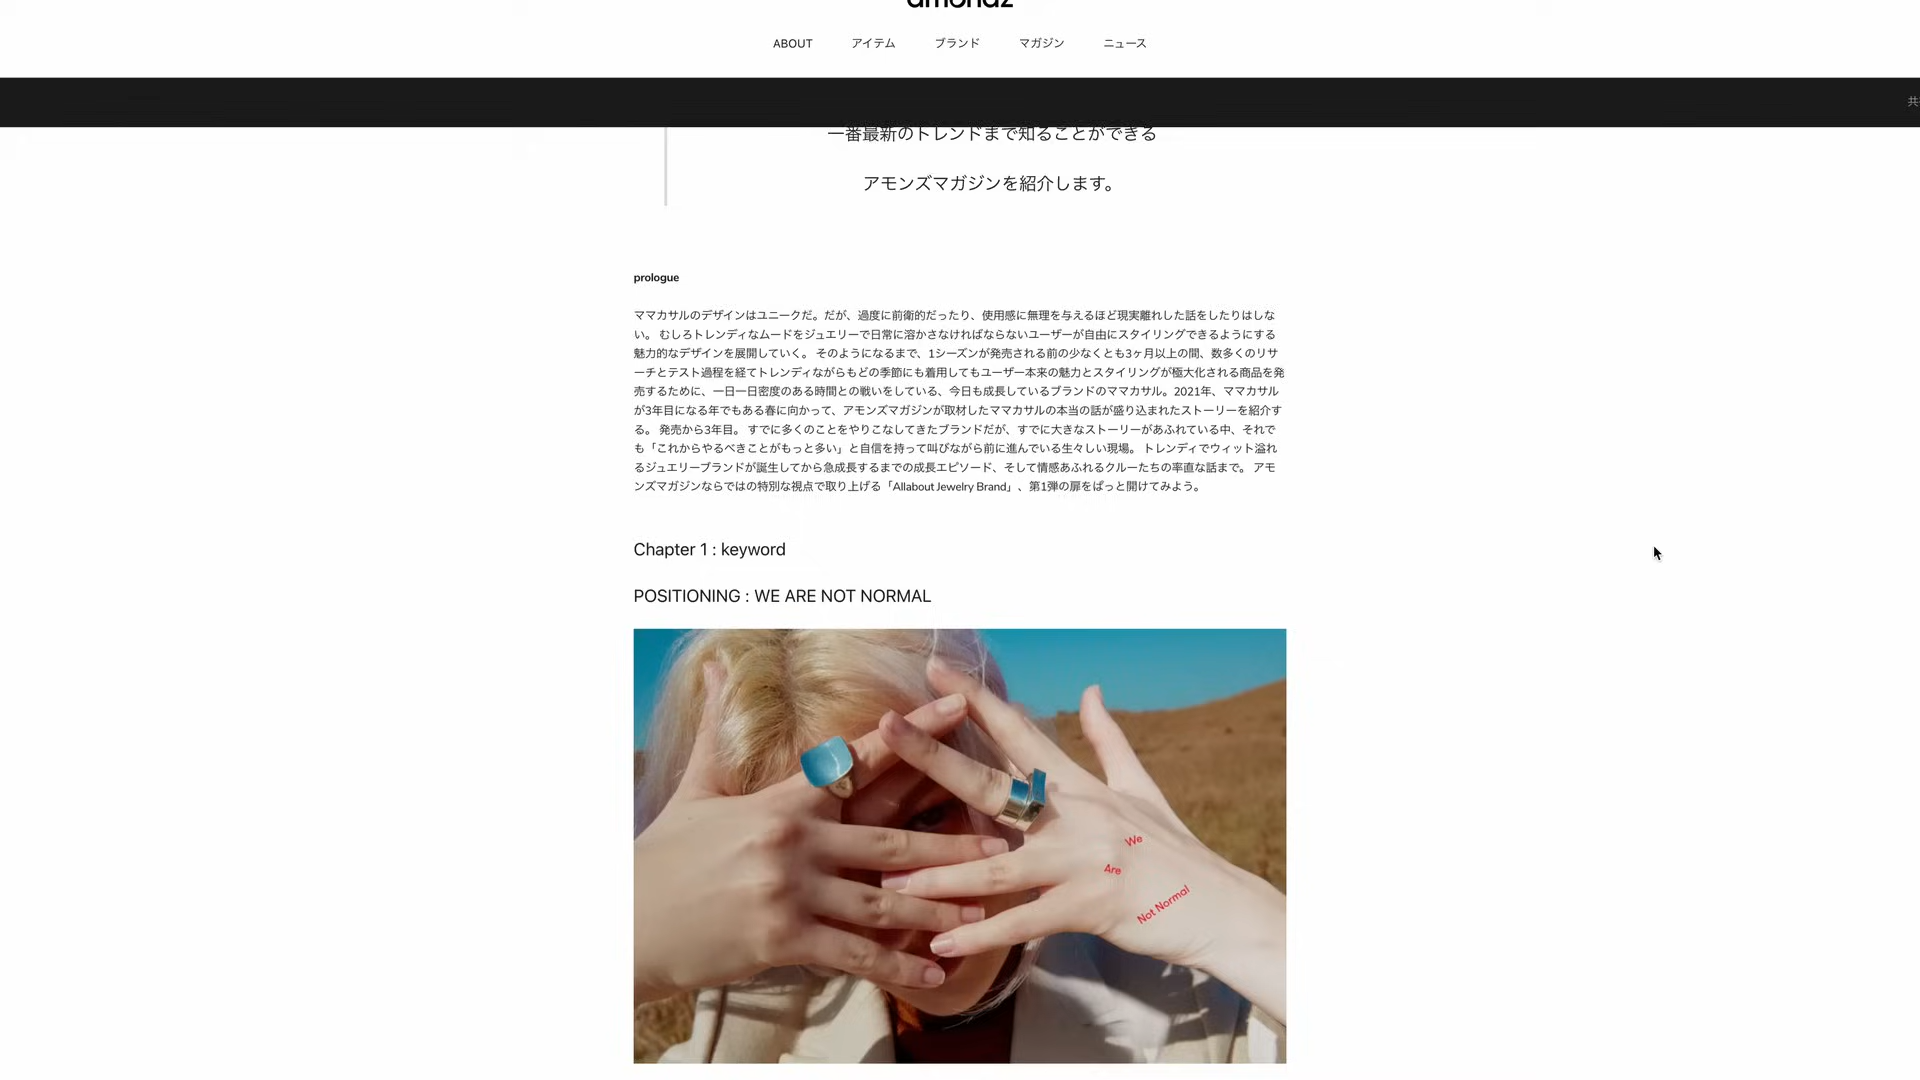 amondz
ABOUT
アイテム
ブランド
マガジン
ニュース
一番最新のトレンドまで知ることができる
アモンズマガジンを紹介します。
prologue
ママカサルのデザインはユニークだ。だが、過度に前衛的だったり、使用感に無理を与えるほど現実離れした話をしたりはしな
い。 むしろトレンディなムードをジュエリーで日常に溶かさなければならないユーザーが自由にスタイリングできるようにする
魅力的なデザインを展開していく。 そのようになるまで、1シーズンが発売される前の少なくとも3ヶ月以上の間、数多くのリサ
ーチとテスト過程を経てトレンディながらもどの季節にも着用してもユーザー本来の魅力とスタイリングが極大化される商品を発
売するために、一日一日密度のある時間との戦いをしている、今日も成長しているブランドのママカサル。2021年、ママカサル
が3年目になる年でもある春に向かって、アモンズマガジンが取材したママカサルの本当の話が盛り込まれたストーリーを紹介す
る。 発売から3年目。 すでに多くのことをやりこなしてきたブランドだが、すでに大きなストーリーがあふれている中、それで
も「これからやるべきことがもっと多い」と自信を持って叫びながら前に進んでいる生々しい現場。 トレンディでウィット溢れ
るジュエリーブランドが誕生してから急成長するまでの成長エピソード、そして情感あふれるクルーたちの率直な話まで。 アモ
ンズマガジンならではの特別な視点で取り上げる「Allabout Jewelry Brand」、第1弾の扉をぱっと開けてみよう。
Chapter 1 : keyword
POSITIONING : WE ARE NOT NORMAL
We
Are
Not Normal